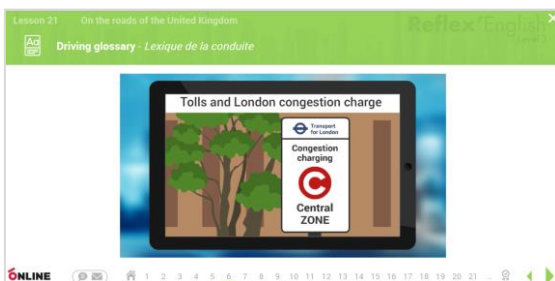 Lesson 21 On the roads of the United Kingdom
Reflex'English
Aα
Driving glossary - Lexique de la conduite
Tolls and London congestion charge
Transport
for London
Congestion
charging
C
Central
ZONE
ONLINE 1 2 3 4 5 6 7 8 9 10 11 12 13 14 15 16 17 18 19 20 21 ...